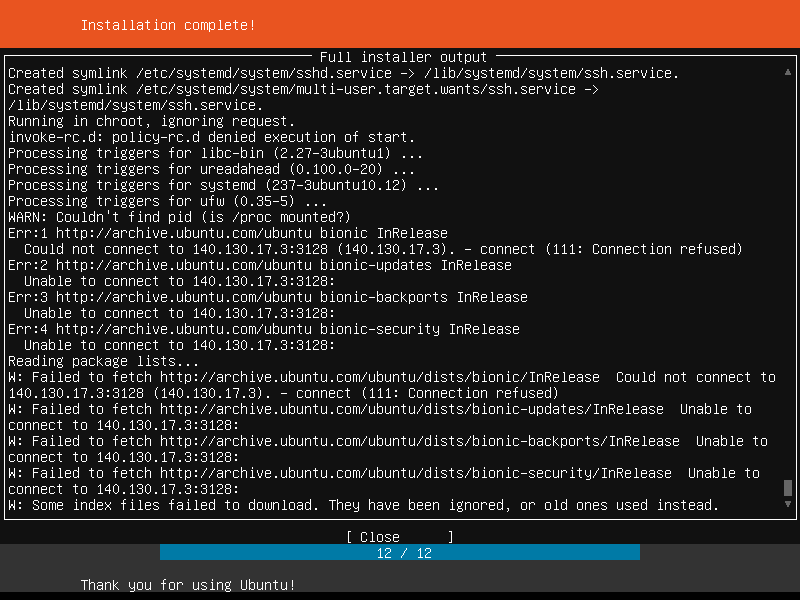 Installation complete!
Full installer output
Created symlink /etc/systemd/system/sshd.service -> /lib/systemd/system/ssh.service.
Created symlink /etc/systemd/system/multi-user.target.wants/ssh.service ->
/lib/systemd/system/ssh.service.
Running in chroot, ignoring request.
invoke-rc.d: policy-rc.d denied execution of start.
Processing triggers for libc-bin (2.27-3ubuntu1) ...
Processing triggers for ureadahead (0.100.0-20) ...
Processing triggers for systemd (237-3ubuntu10.12) ...
Processing triggers for ufw (0.35-5) ...
WARN: Couldn't find pid (is /proc mounted?)
Err:1 http://archive.ubuntu.com/ubuntu bionic InRelease
  Could not connect to 140.130.17.3:3128 (140.130.17.3). - connect (111: Connection refused)
Err:2 http://archive.ubuntu.com/ubuntu bionic-updates InRelease
  Unable to connect to 140.130.17.3:3128:
Err:3 http://archive.ubuntu.com/ubuntu bionic-backports InRelease
  Unable to connect to 140.130.17.3:3128:
Err:4 http://archive.ubuntu.com/ubuntu bionic-security InRelease
  Unable to connect to 140.130.17.3:3128:
Reading package lists...
W: Failed to fetch http://archive.ubuntu.com/ubuntu/dists/bionic/InRelease  Could not connect to
140.130.17.3:3128 (140.130.17.3). - connect (111: Connection refused)
W: Failed to fetch http://archive.ubuntu.com/ubuntu/dists/bionic-updates/InRelease  Unable to
connect to 140.130.17.3:3128:
W: Failed to fetch http://archive.ubuntu.com/ubuntu/dists/bionic-backports/InRelease  Unable to
connect to 140.130.17.3:3128:
W: Failed to fetch http://archive.ubuntu.com/ubuntu/dists/bionic-security/InRelease  Unable to
connect to 140.130.17.3:3128:
W: Some index files failed to download. They have been ignored, or old ones used instead.
[ Close      ]
12 / 12
Thank you for using Ubuntu!